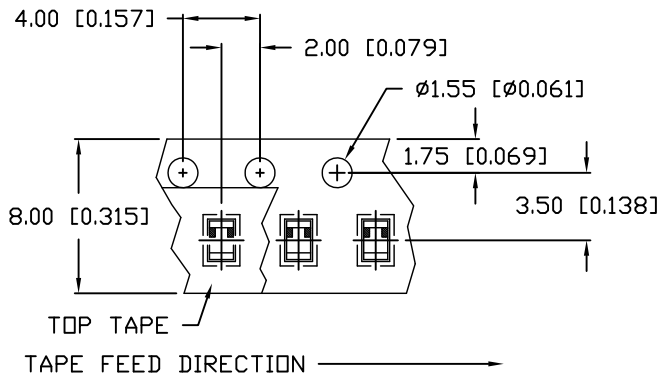 4.00 [0.157]
2.00 [0.079]
ø1.55 [ø0.061]
1.75 [0.069]
3.50 [0.138]
8.00 [0.315]
TOP TAPE
TAPE FEED DIRECTION